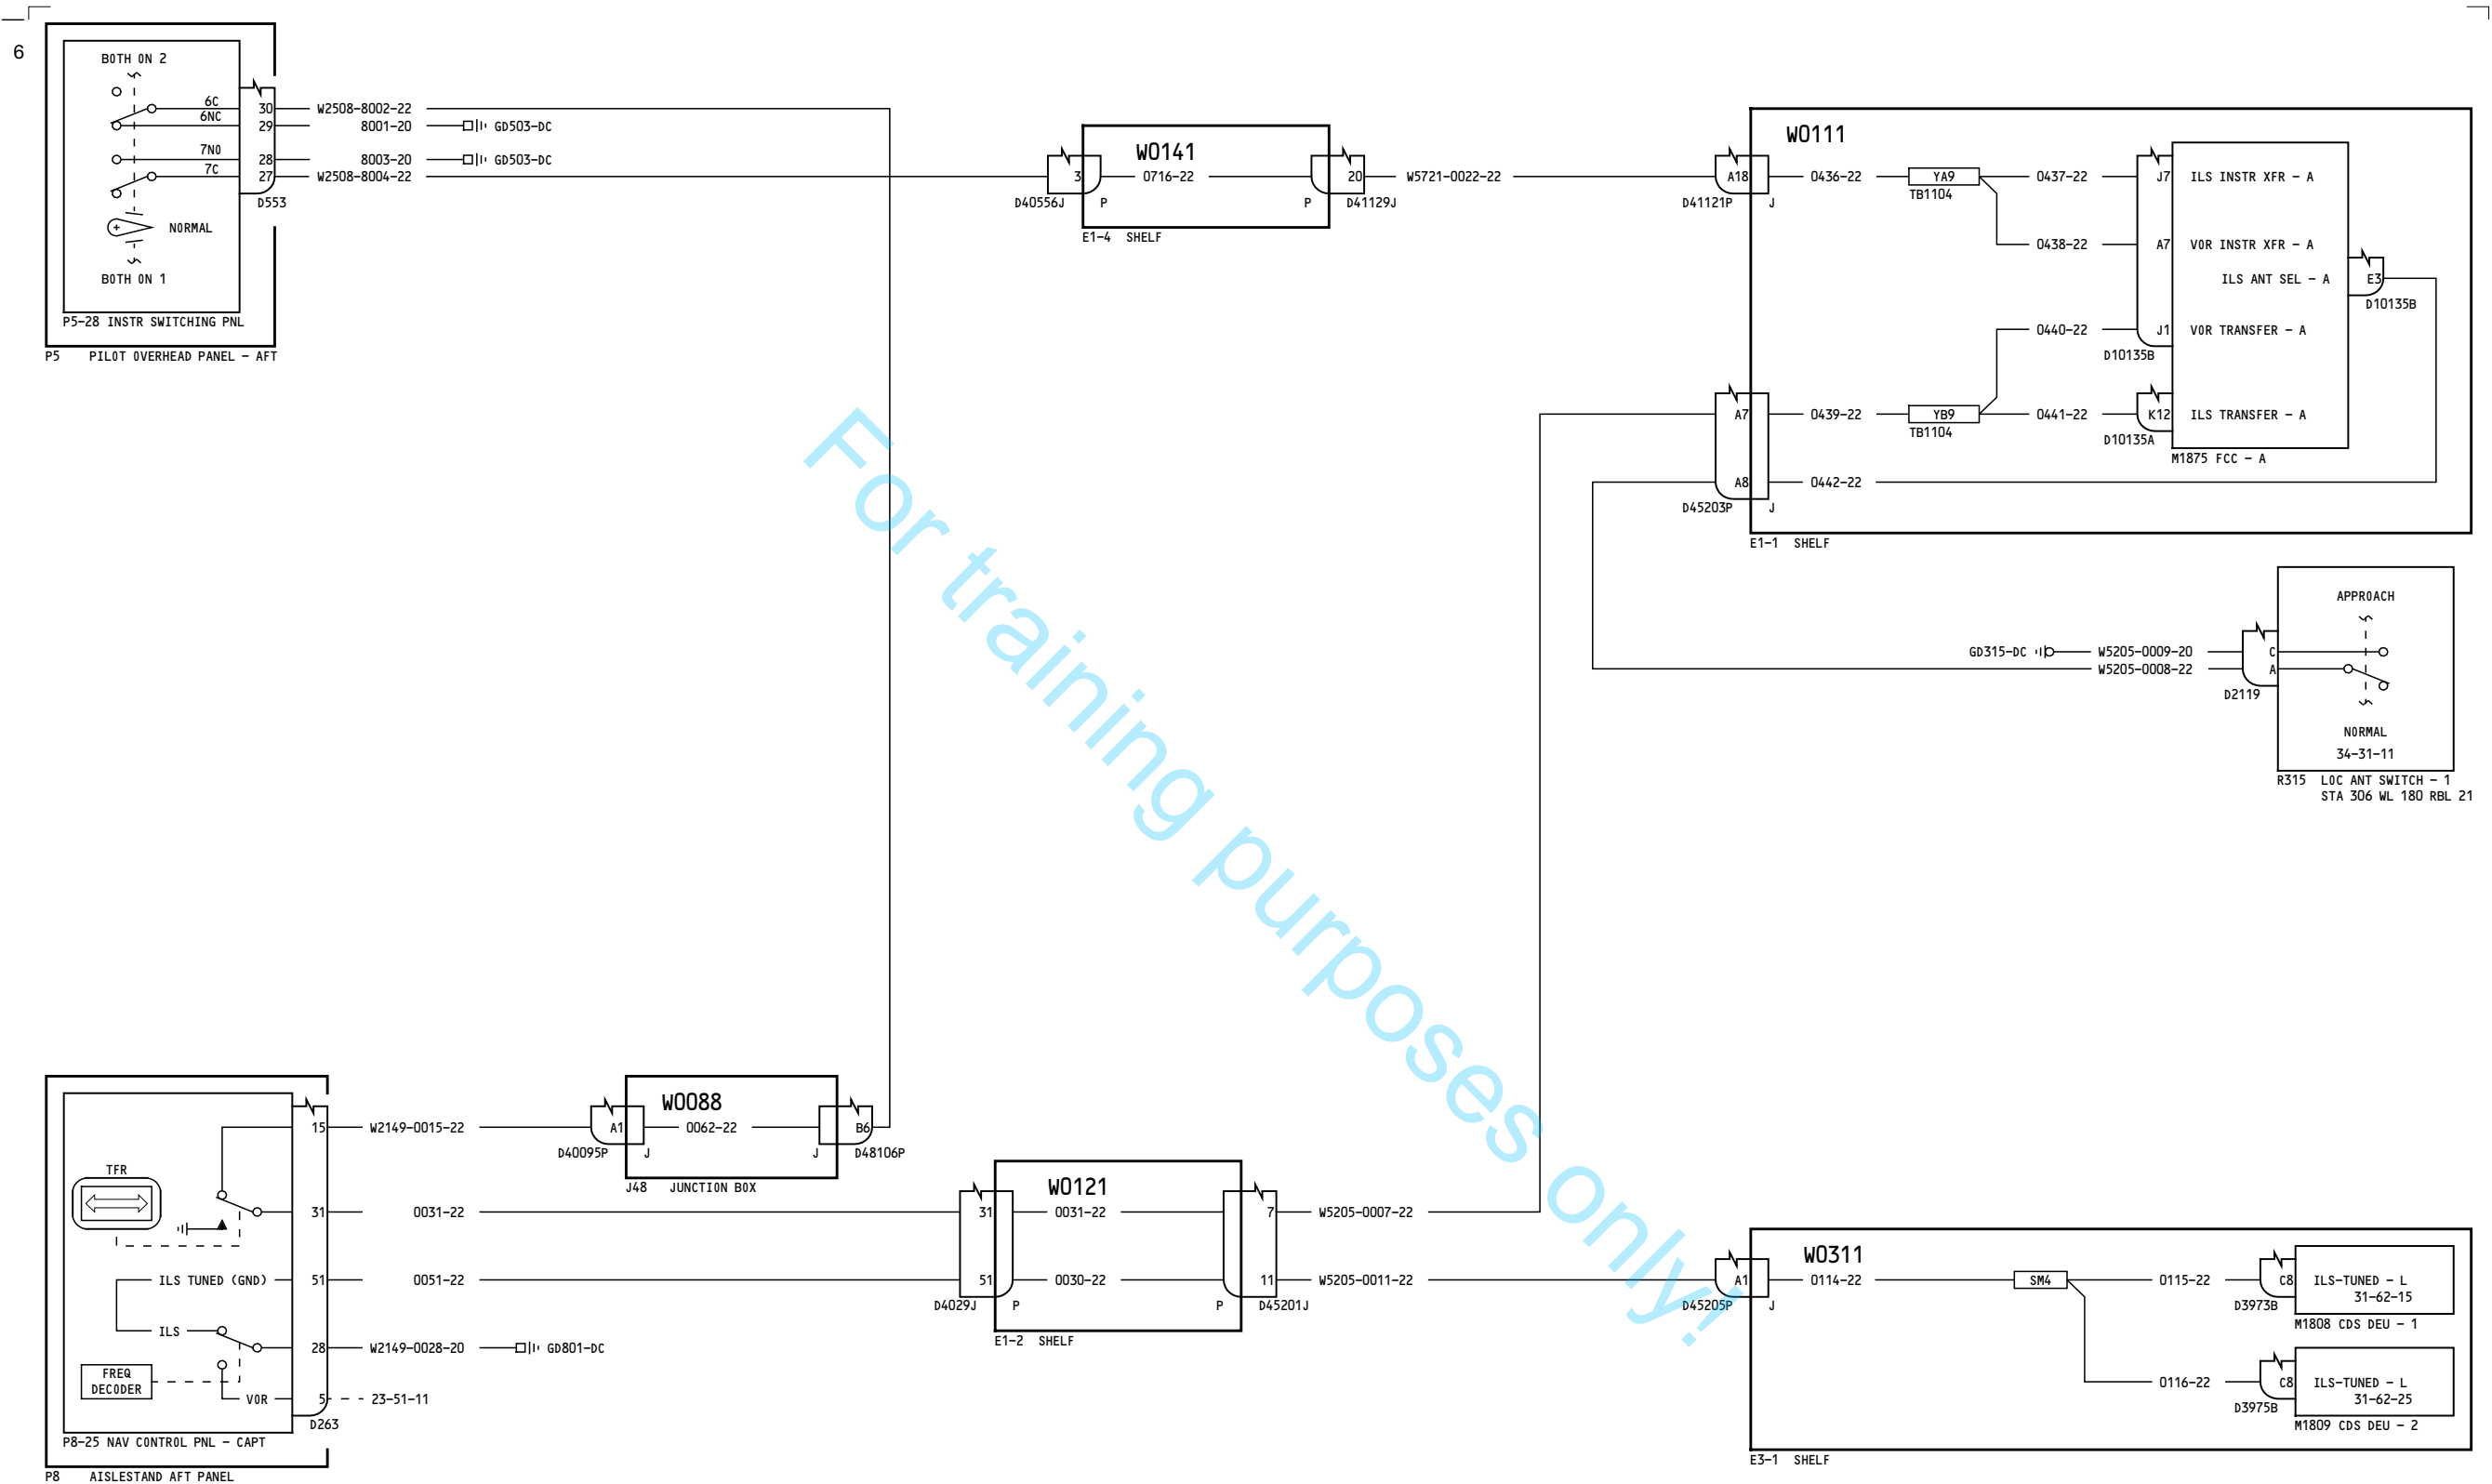 6
BOTH ON 2
6C
30
W2508-8002-22
6NC
29
8001-20
GD503-DC
7NO
28
8003-20
GD503-DC
7C
27
W2508-8004-22
D553
NORMAL
BOTH ON 1
P5-28 INSTR SWITCHING PNL
P5 PILOT OVERHEAD PANEL - AFT
W0141
3
0716-22
20
D40556J
P
P
D41129J
E1-4 SHELF
W5721-0022-22
W0111
A18
0436-22
YA9
TB1104
0437-22
J7
ILS INSTR XFR - A
D41121P
J
0438-22
A7
VOR INSTR XFR - A
ILS ANT SEL - A
E3
D10135B
0440-22
J1
VOR TRANSFER - A
D10135B
A7
0439-22
YB9
TB1104
0441-22
K12
ILS TRANSFER - A
D10135A
M1875 FCC - A
A8
0442-22
D45203P
J
E1-1 SHELF
APPROACH
GD315-DC
W5205-0009-20
C
W5205-0008-22
A
D2119
NORMAL
34-31-11
R315 LOC ANT SWITCH - 1
STA 306 WL 180 RBL 21
For training purposes only!
15
W2149-0015-22
TFR
31
0031-22
ILS TUNED (GND)
51
0051-22
ILS
28
W2149-0028-20
GD801-DC
FREQ
DECODER
VOR
5
23-51-11
D263
P8-25 NAV CONTROL PNL - CAPT
P8 AISLESTAND AFT PANEL
W0088
A1
0062-22
B6
D40095P
J
J
D48106P
J48 JUNCTION BOX
W0121
31
0031-22
7
W5205-0007-22
51
0030-22
11
W5205-0011-22
D4029J
P
P
D45201J
E1-2 SHELF
W0311
A1
0114-22
SM4
0115-22
C8
ILS-TUNED - L
31-62-15
D45205P
J
D3973B
M1808 CDS DEU - 1
0116-22
C8
ILS-TUNED - L
31-62-25
D3975B
M1809 CDS DEU - 2
E3-1 SHELF